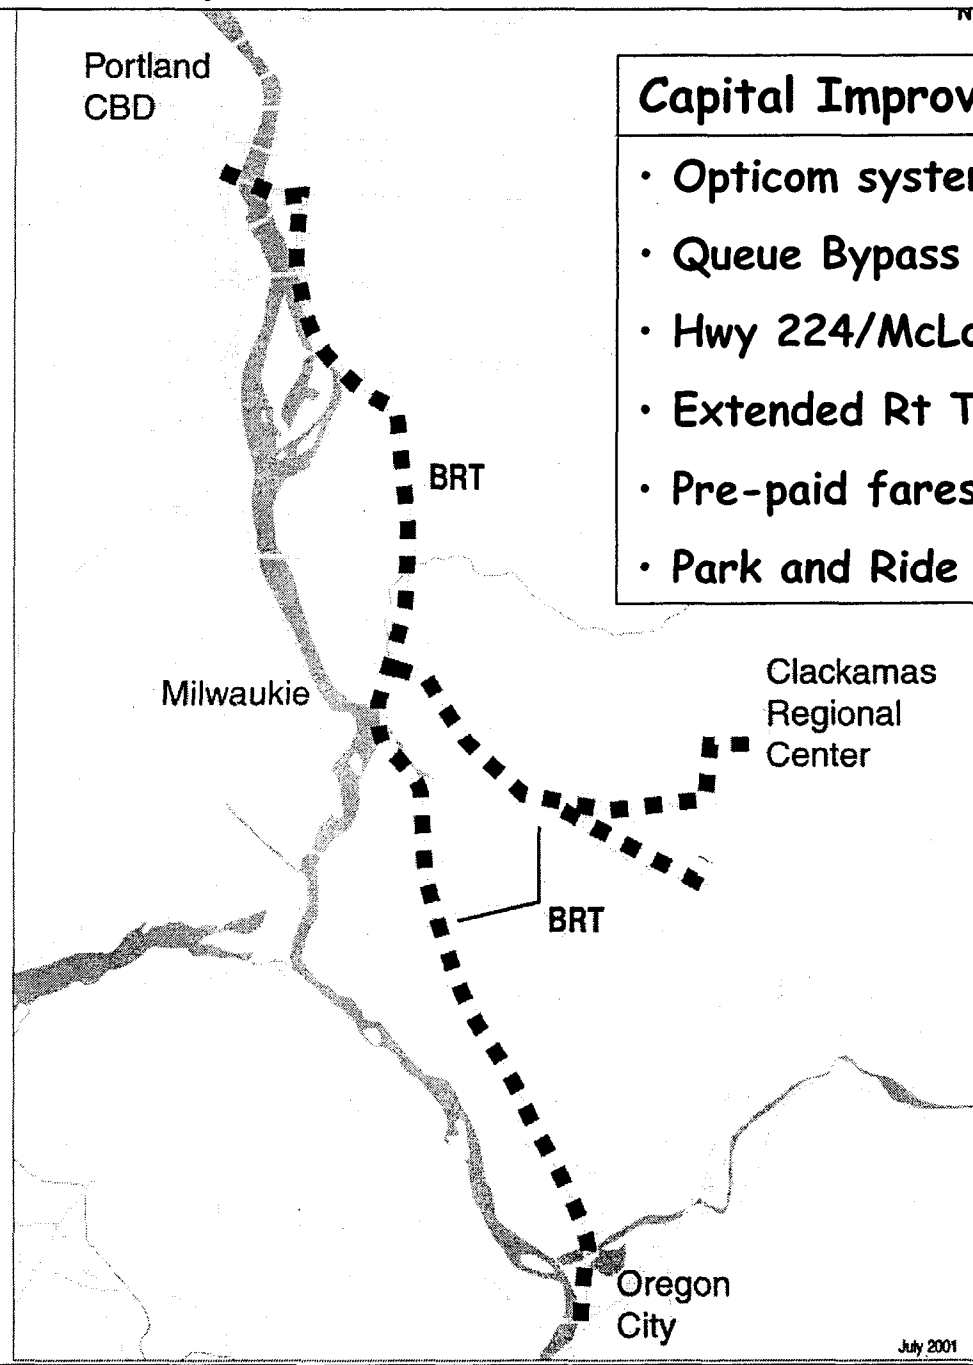 N
Portland
CBD
Capital Improv
· Opticom system
· Queue Bypass
· Hwy 224/McLo
· Extended Rt T
· Pre-paid fares
· Park and Ride
BRT
Milwaukie
Clackamas
Regional
Center
BRT
Oregon
City
July 2001